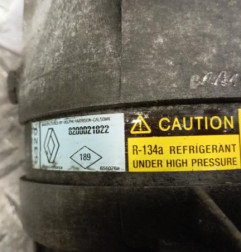 8200021822
189
CAUTION
R-134a REFRIGERANT
UNDER HIGH PRESSURE